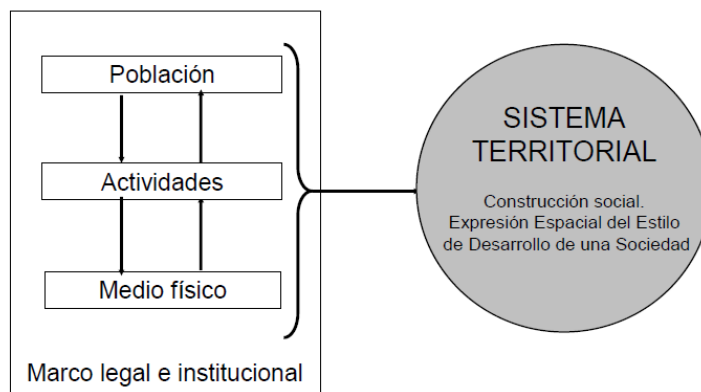 Población
Actividades
Medio físico
Marco legal e institucional
SISTEMA
TERRITORIAL
Construcción social.
Expresión Espacial del Estilo
de Desarrollo de una Sociedad